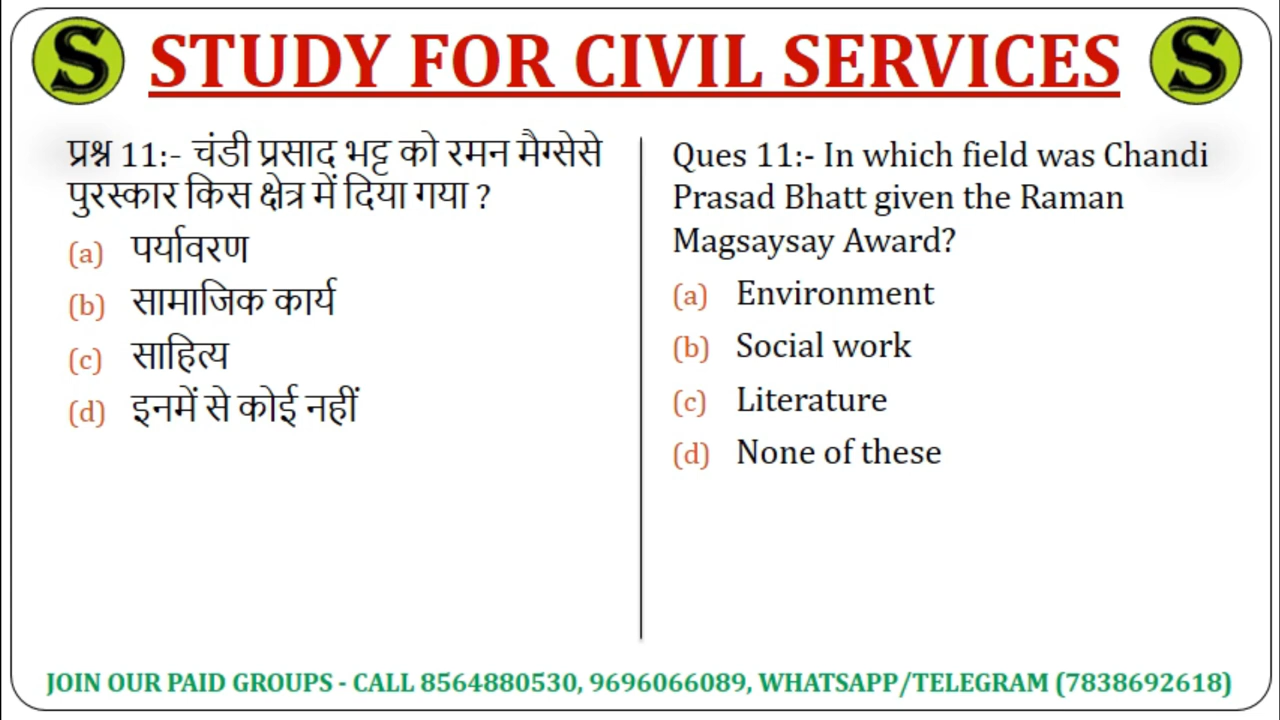 S STUDY FOR CIVIL SERVICES S
प्रश्न 11:- चंडी प्रसाद भट्ट को रमन मैग्सेसे
पुरस्कार किस क्षेत्र में दिया गया ?
(a) पर्यावरण
(b) सामाजिक कार्य
(c) साहित्य
(d) इनमें से कोई नहीं
Ques 11:- In which field was Chandi
Prasad Bhatt given the Raman
Magsaysay Award?
(a) Environment
(b) Social work
(c) Literature
(d) None of these
JOIN OUR PAID GROUPS - CALL 8564880530, 9696066089, WHATSAPP/TELEGRAM (7838692618)